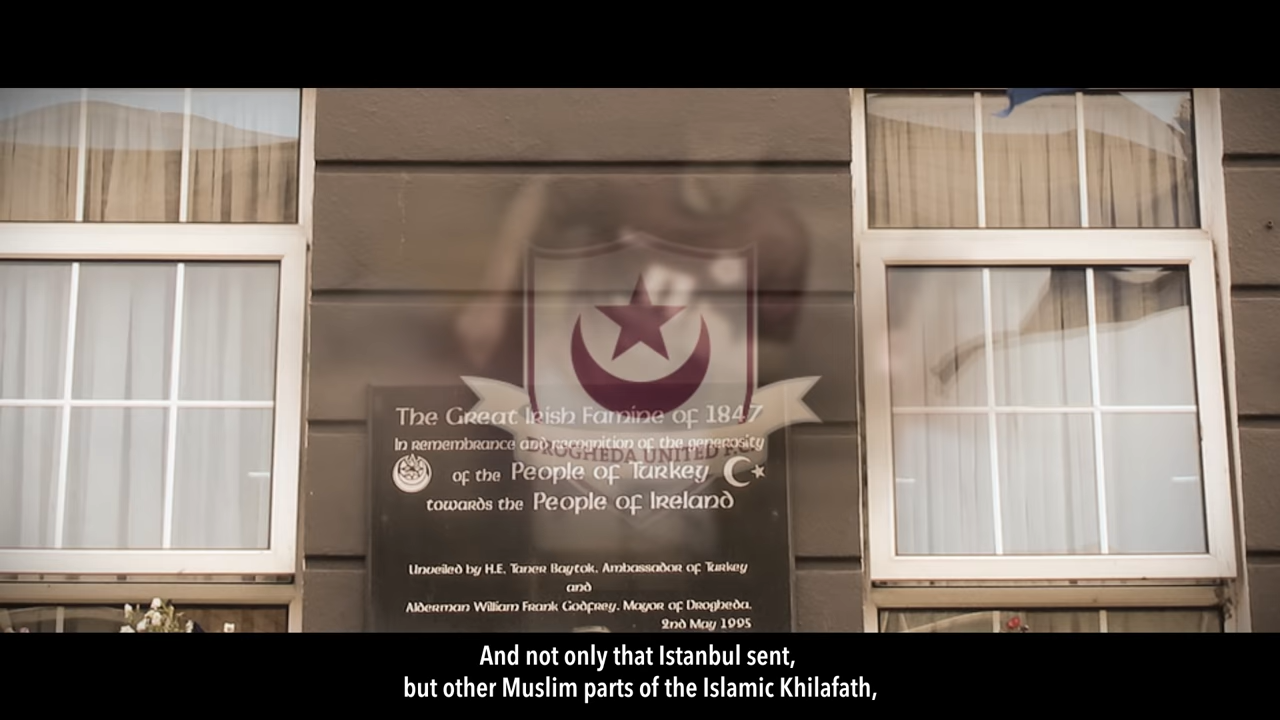 The Great Irish Famine of 1847
In remembrance and recognition of the generosity
DROGHEDA UNITED F.C.
of the People of Turkey
towards the People of Ireland
Unveiled by H.E. Taner Baytok, Ambassador of Turkey
and
Alderman William Frank Godfrey, Mayor of Drogheda.
2nd May 1995
And not only that Istanbul sent,
but other Muslim parts of the Islamic Khilafath,